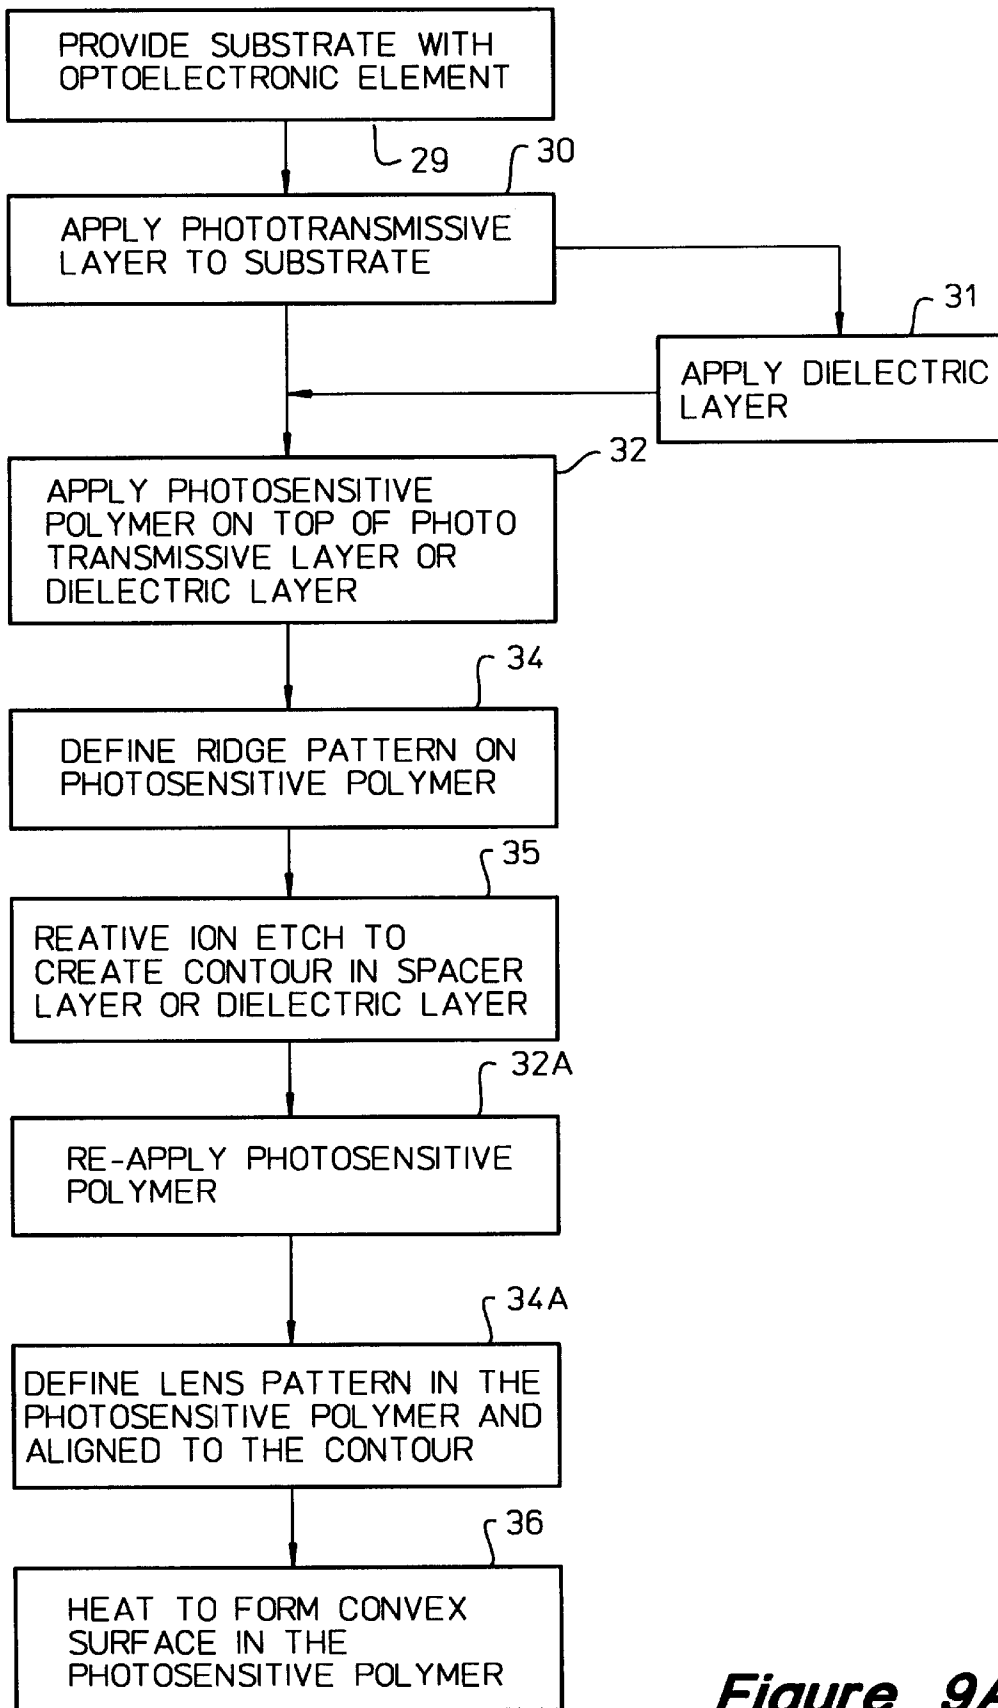 PROVIDE SUBSTRATE WITH
OPTOELECTRONIC ELEMENT
29
30
APPLY PHOTOTRANSMISSIVE
LAYER TO SUBSTRATE
31
APPLY DIELECTRIC
LAYER
32
APPLY PHOTOSENSITIVE
POLYMER ON TOP OF PHOTO
TRANSMISSIVE LAYER OR
DIELECTRIC LAYER
34
DEFINE RIDGE PATTERN ON
PHOTOSENSITIVE POLYMER
35
REATIVE ION ETCH TO
CREATE CONTOUR IN SPACER
LAYER OR DIELECTRIC LAYER
32A
RE-APPLY PHOTOSENSITIVE
POLYMER
34A
DEFINE LENS PATTERN IN THE
PHOTOSENSITIVE POLYMER AND
ALIGNED TO THE CONTOUR
36
HEAT TO FORM CONVEX
SURFACE IN THE
PHOTOSENSITIVE POLYMER
Figure 9A